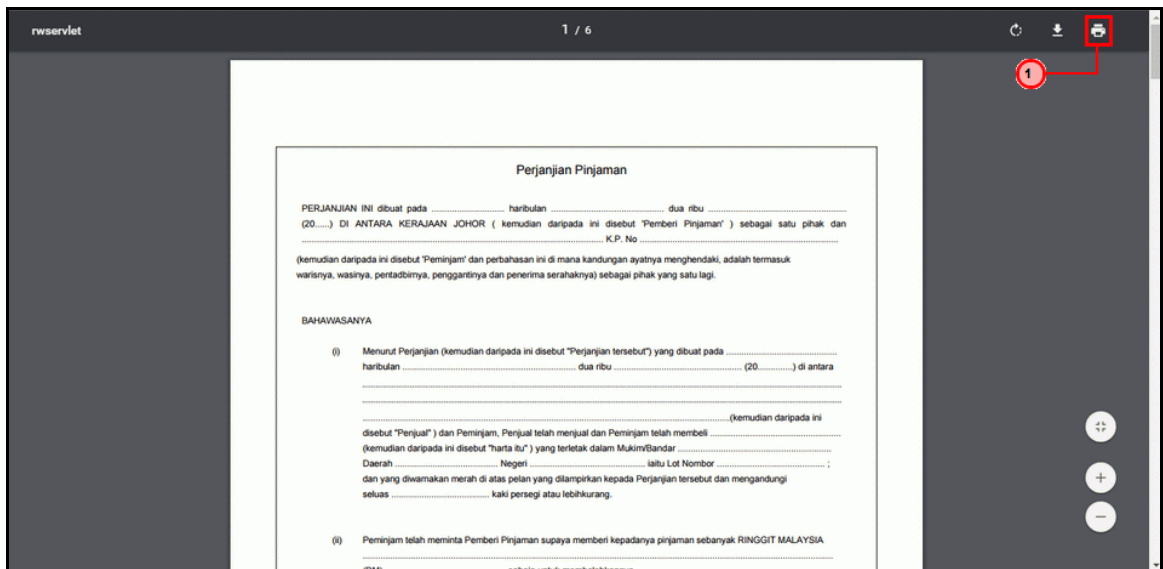 rwservlet
1 / 6
1
Perjanjian Pinjaman
PERJANJIAN INI dibuat pada .............................. haribulan .............................................. dua ribu ........................................................
(20......) DI ANTARA KERAJAAN JOHOR ( kemudian daripada ini disebut 'Pemberi Pinjaman' ) sebagai satu pihak dan
.......................................................................................................................... K.P. No ................................................................................
(kemudian daripada ini disebut 'Peminjam' dan perbahasan ini di mana kandungan ayatnya menghendaki, adalah termasuk
warisnya, wasinya, pentadbirnya, penggantinya dan penerima serahaknya) sebagai pihak yang satu lagi.
BAHAWASANYA
(i) Menurut Perjanjian (kemudian daripada ini disebut "Perjanjian tersebut") yang dibuat pada .............................................
haribulan ...................................................................... dua ribu .................................................... (20..............) di antara
....................................................................................................................................................................................................
....................................................................................................................................................................................................
.....................................................................................................................................................(kemudian daripada ini
disebut "Penjual" ) dan Peminjam, Penjual telah menjual dan Peminjam telah membeli .....................................................
(kemudian daripada ini disebut "harta itu" ) yang terletak dalam Mukim/Bandar ..............................................................
Daerah .......................................... Negeri ............................................... iaitu Lot Nombor ............................................ ;
dan yang diwarnakan merah di atas pelan yang dilampirkan kepada Perjanjian tersebut dan mengandungi
seluas ........................................ kaki persegi atau lebihkurang.
(ii) Peminjam telah meminta Pemberi Pinjaman supaya memberi kepadanya pinjaman sebanyak RINGGIT MALAYSIA
................................................................................................................................................................................................